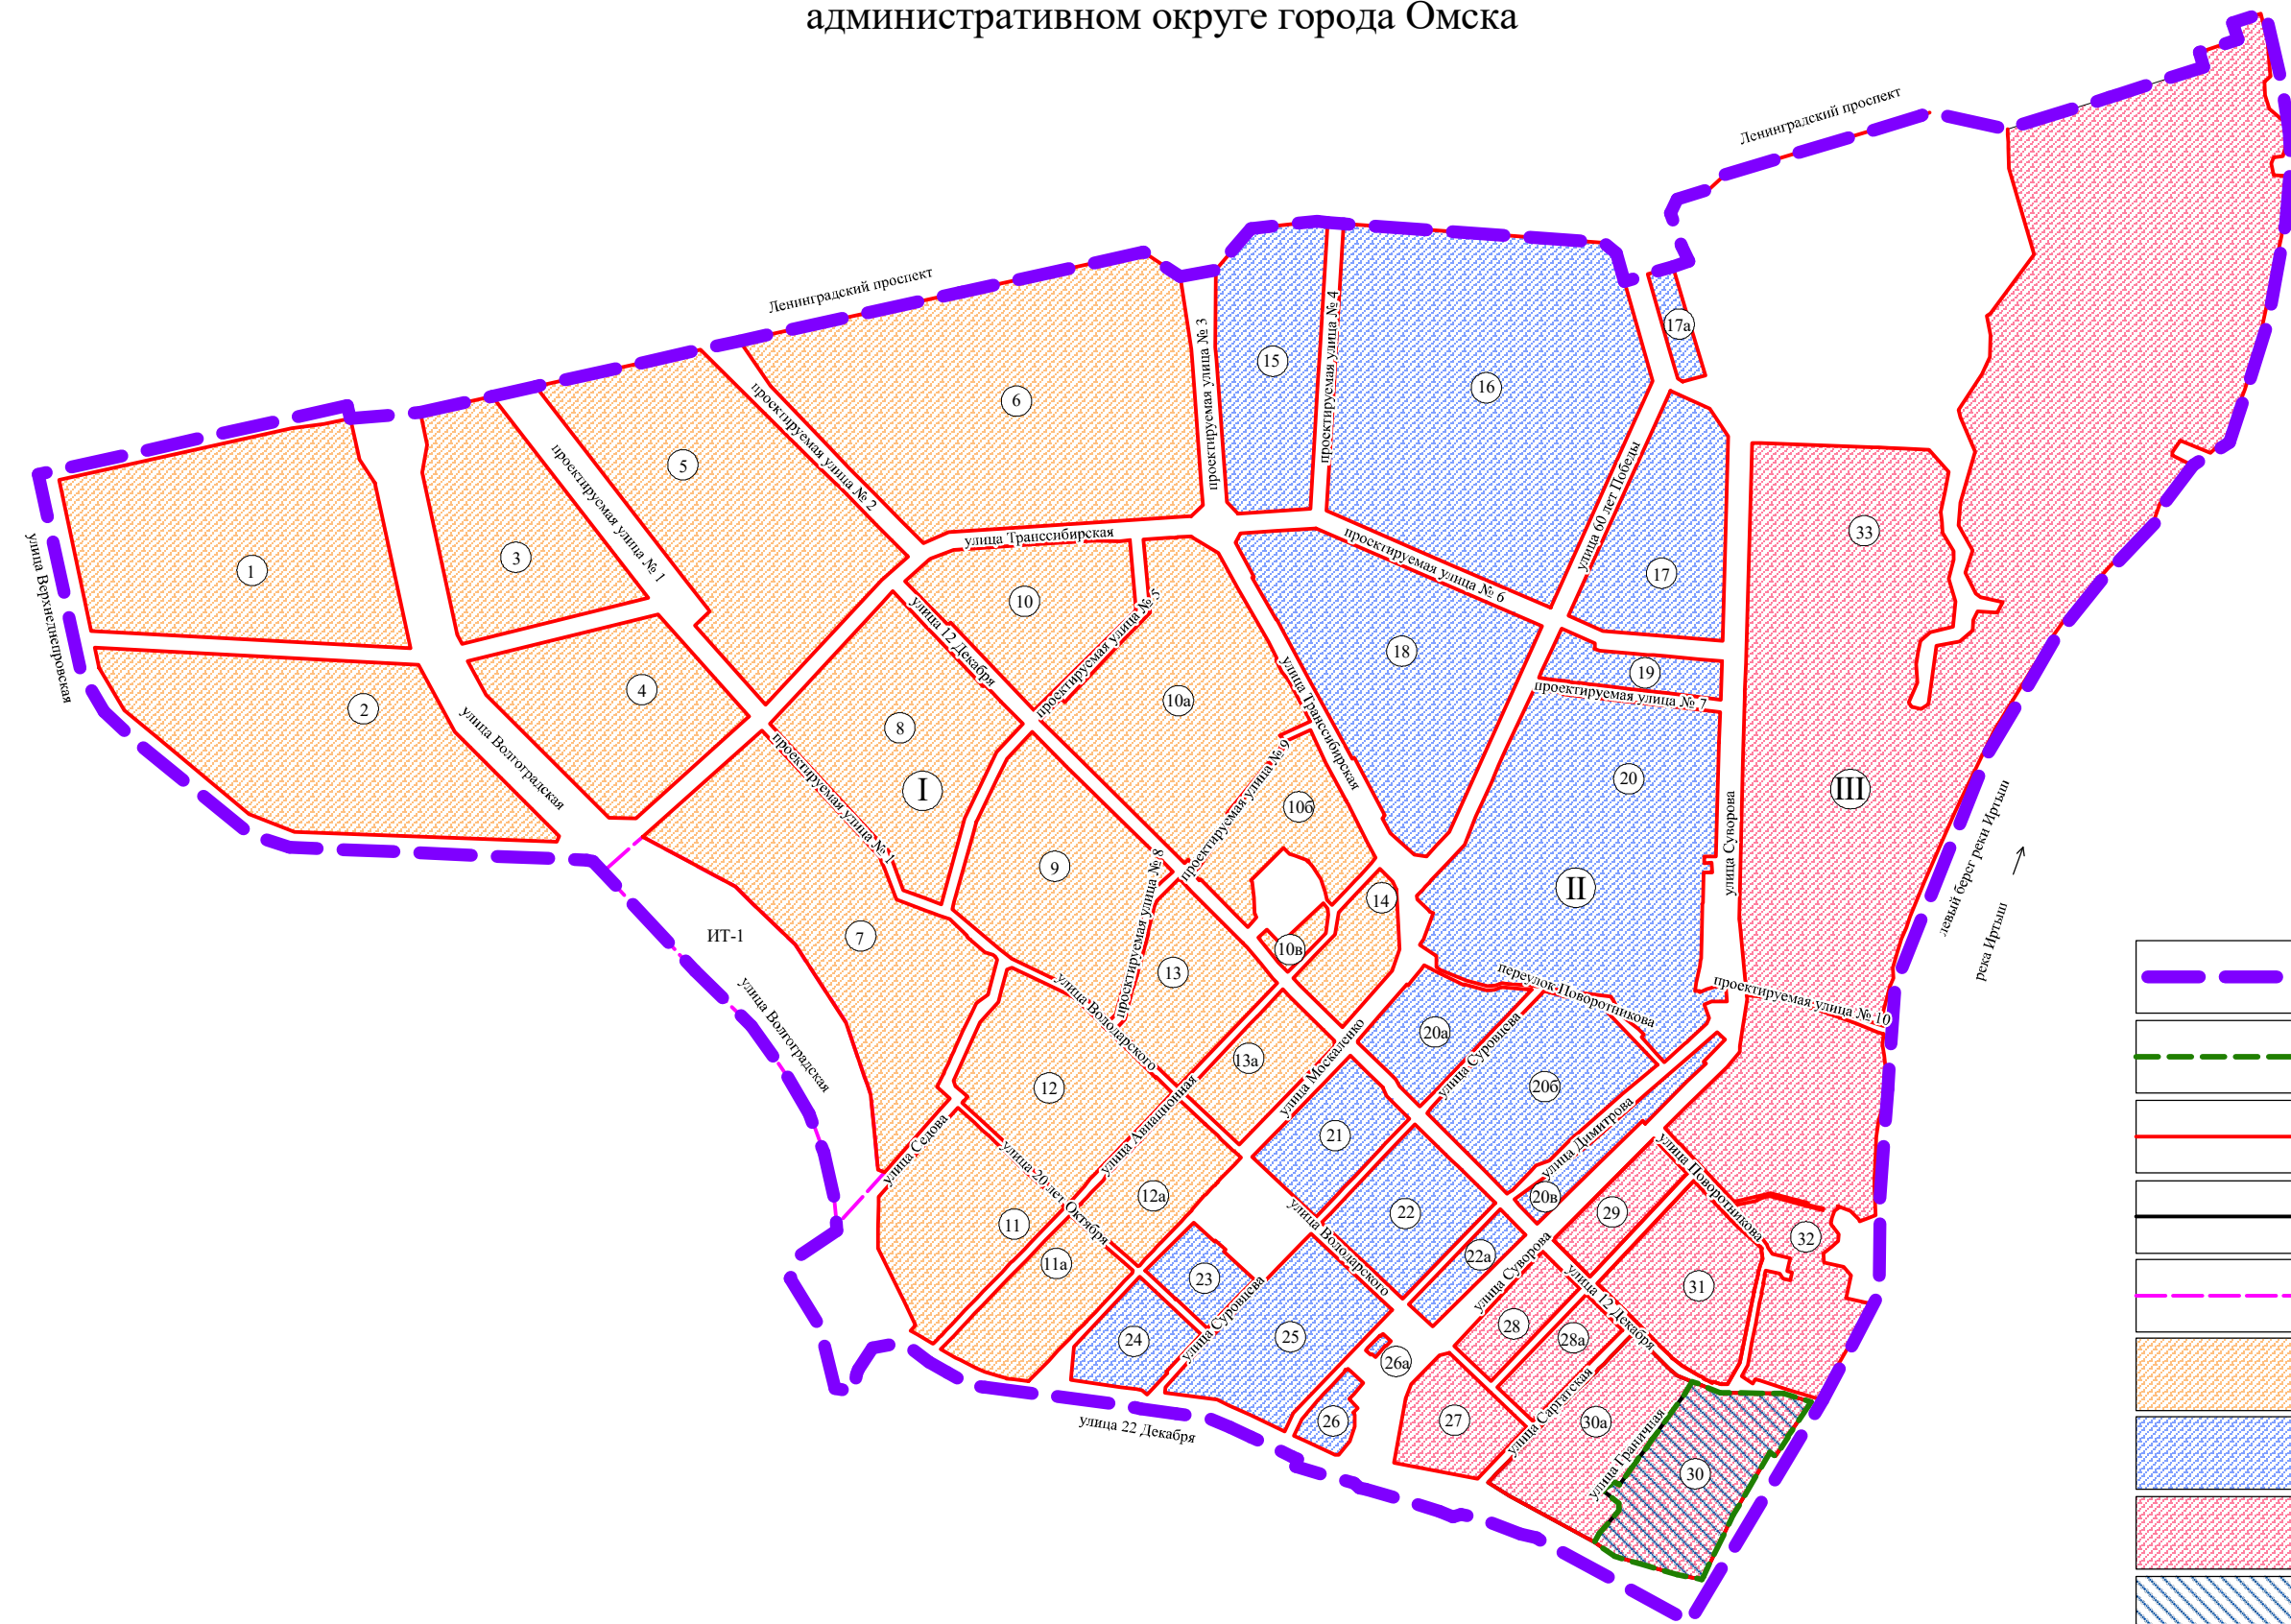 административном округе города Омска
Ленинградский проспект
Ленинградский проспект
17а
проектируемая улица № 3
проектируемая улица № 4
15
16
6
проектируемая улица № 2
5
проектируемая улица № 1
улица 60 лет Победы
33
улица Транссибирская
проектируемая улица № 6
3
1
17
улица Верхнеднепровская
10
улица 12 Декабря
проектируемая улица № 5
18
19
проектируемая улица № 7
4
2
10а
улица Транссибирская
8
улица Волгоградская
проектируемая улица № 1
проектируемая улица № 9
20
I
III
10б
улица Суворова
левый берег реки Иртыш
9
проектируемая улица № 8
II
14
река Иртыш
7
ИТ-1
10в
13
улица Волгоградская
улица Володарского
переулок Поворотникова
проектируемая улица № 10
20а
улица Суровцева
13а
улица Москаленко
12
20б
улица Авиационная
улица Седова
21
улица Димитрова
улица 20 лет Октября
12а
20в
улица Поворотникова
11
22
29
32
улица Володарского
22а
улица Суворова
11а
23
31
улица 12 Декабря
улица Суровцева
28
28а
24
25
26а
улица Саргатская
27
26
30а
улица Граничная
улица 22 Декабря
30